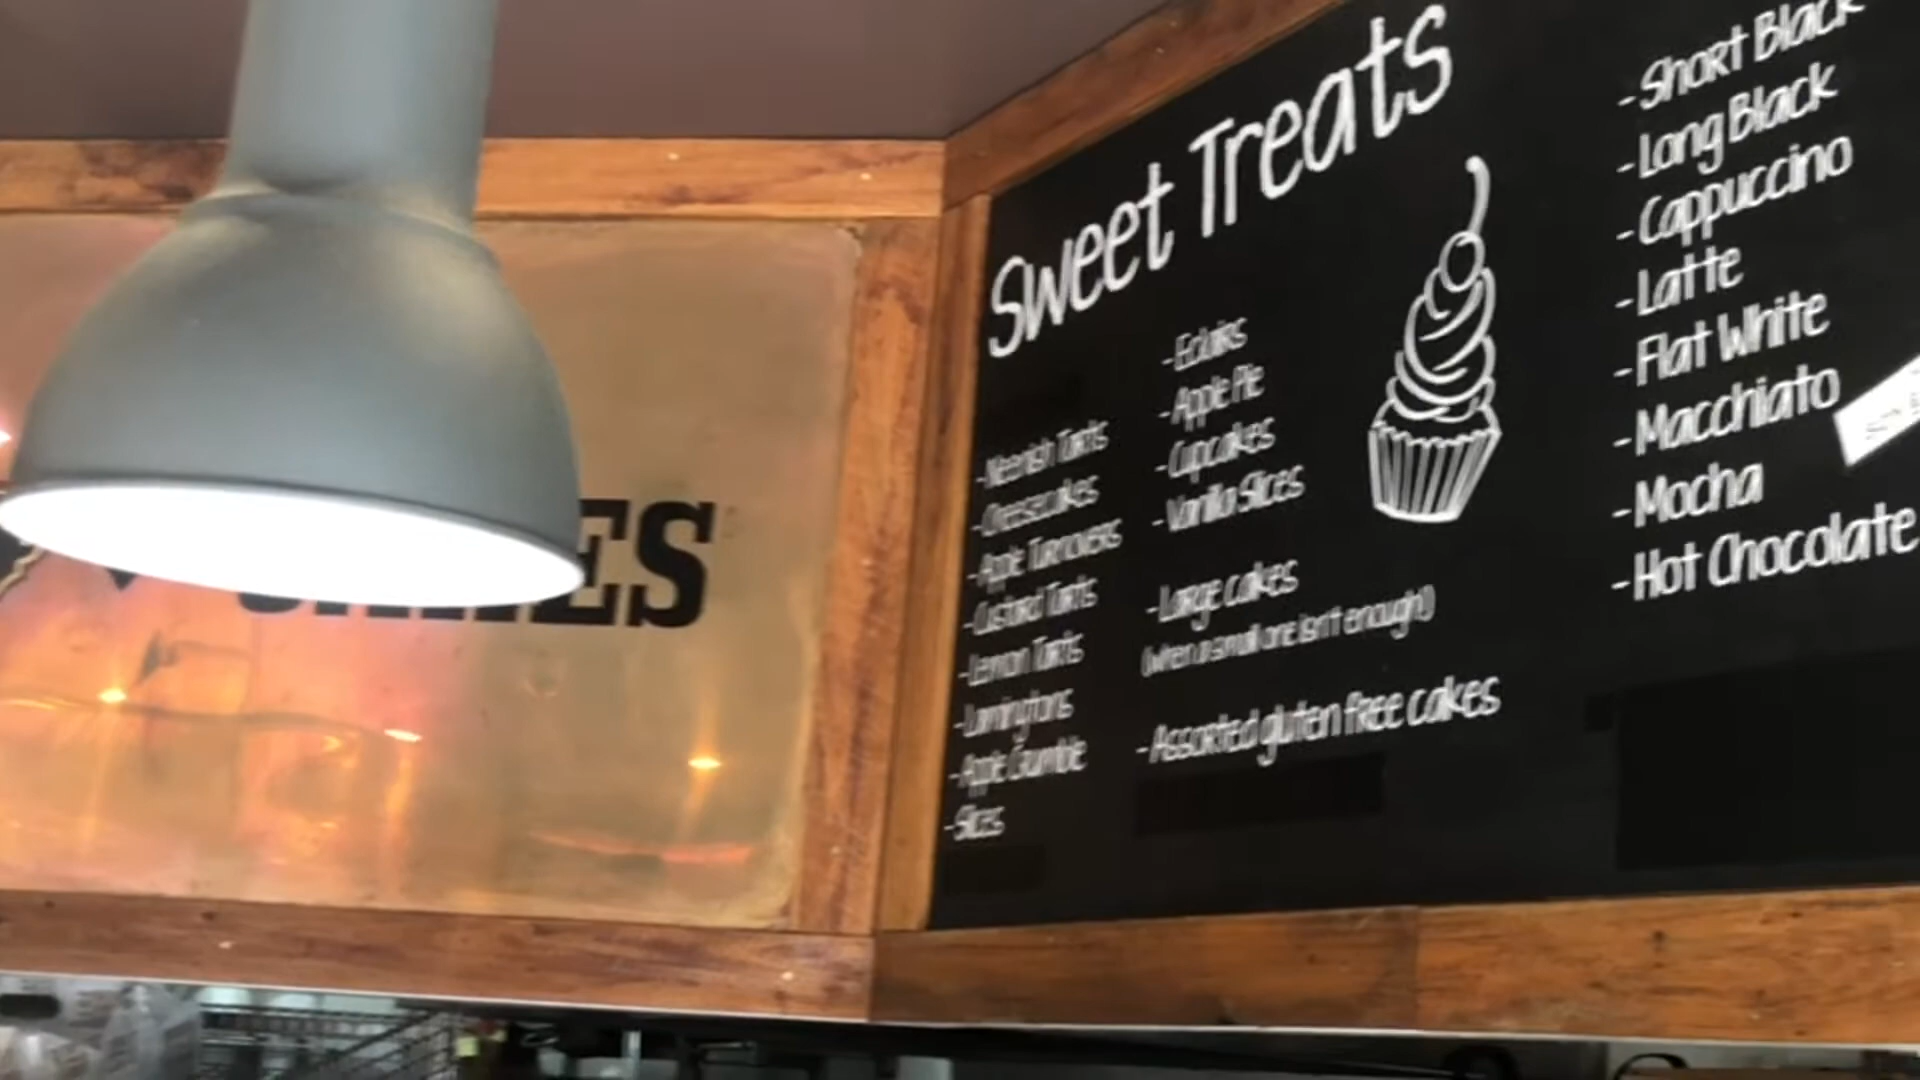 Sweet Treats
- Neenish Tarts
- Cheesecakes
- Apple Turnovers
- Custard Tarts
- Lemon Tarts
- Lamingtons
- Apple Crumble
- Slices
- Eclairs
- Apple Pie
- Cupcakes
- Vanilla Slices
- Large cakes
(when a small one isn't enough!)
- Assorted gluten free cakes
- Short Black
- Long Black
- Cappuccino
- Latte
- Flat White
- Macchiato
- Mocha
- Hot Chocolate